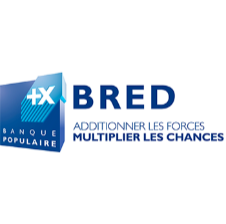 +X
BANQUE
POPULAIRE
BRED
ADDITIONNER LES FORCES
MULTIPLIER LES CHANCES